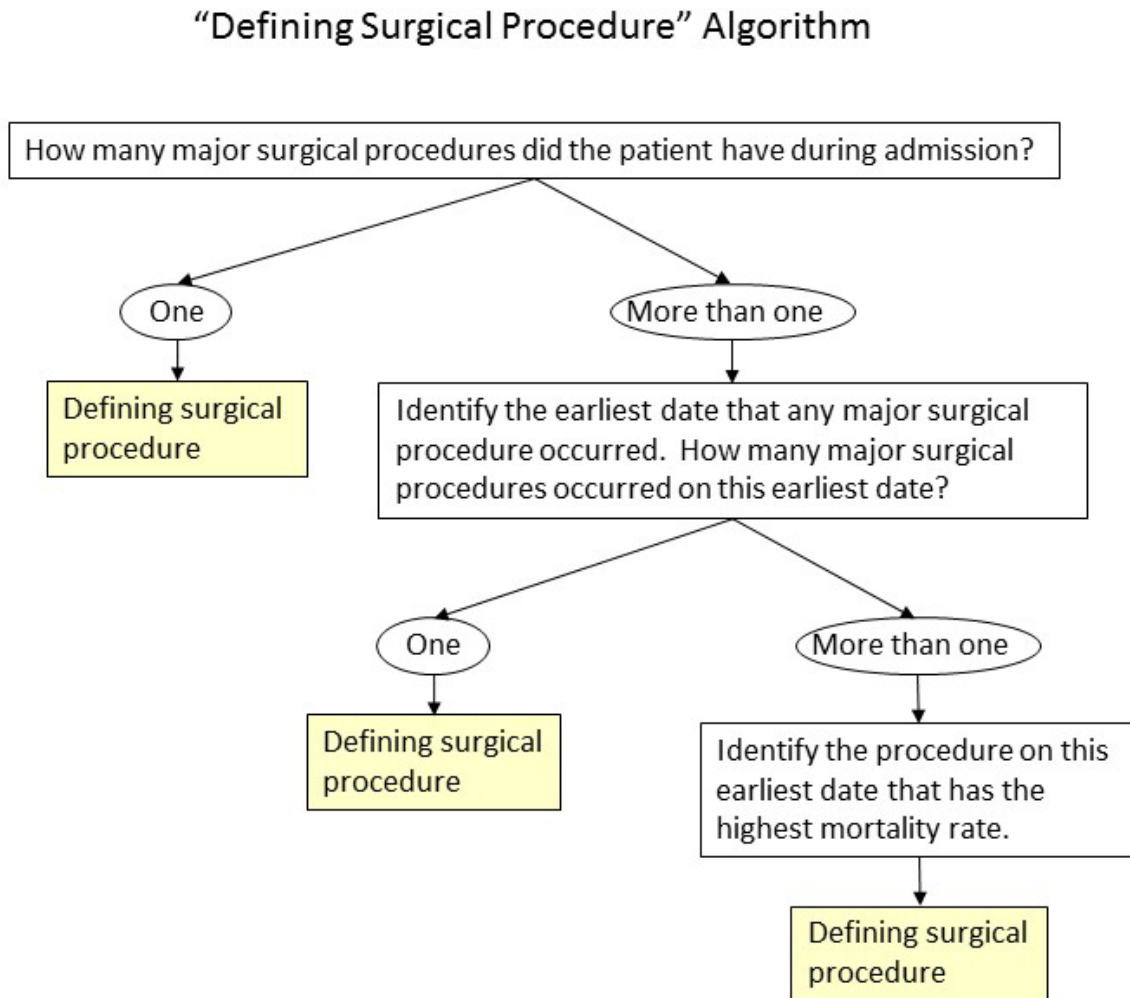 “Defining Surgical Procedure” Algorithm
How many major surgical procedures did the patient have during admission?
One
More than one
Defining surgical
procedure
Identify the earliest date that any major surgical
procedure occurred.  How many major surgical
procedures occurred on this earliest date?
One
More than one
Defining surgical
procedure
Identify the procedure on this
earliest date that has the
highest mortality rate.
Defining surgical
procedure